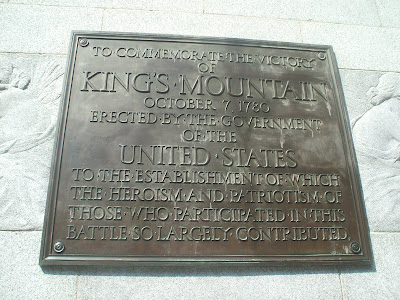 TO·COMMEMORATE·THE·VICTORY
OF
KING'S·MOUNTAIN
OCTOBER·7·1780
ERECTED·BY·THE·GOVERNMENT
OF·THE
UNITED·STATES
TO·THE·ESTABLISHMENT·OF·WHICH
THE·HEROISM·AND·PATRIOTISM·OF
THOSE·WHO·PARTICIPATED·IN·THIS
BATTLE·SO·LARGELY·CONTRIBUTED